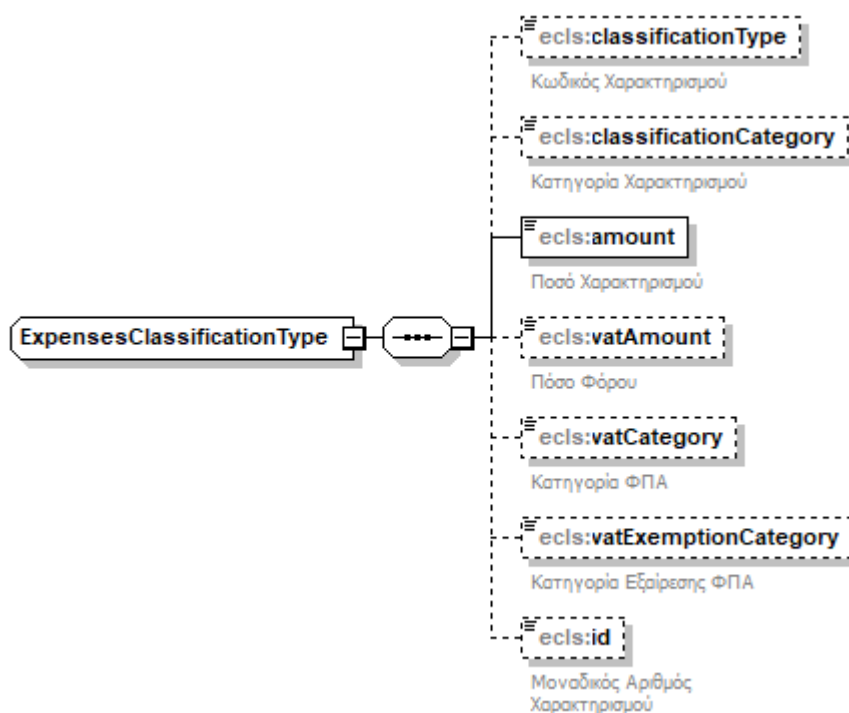 ecls:classificationType
Κωδικός Χαρακτηρισμού
ecls:classificationCategory
Κατηγορία Χαρακτηρισμού
ecls:amount
Ποσό Χαρακτηρισμού
ExpensesClassificationType
ecls:vatAmount
Πόσο Φόρου
ecls:vatCategory
Κατηγορία ΦΠΑ
ecls:vatExemptionCategory
Κατηγορία Εξαίρεσης ΦΠΑ
ecls:id
Μοναδικός Αριθμός
Χαρακτηρισμού